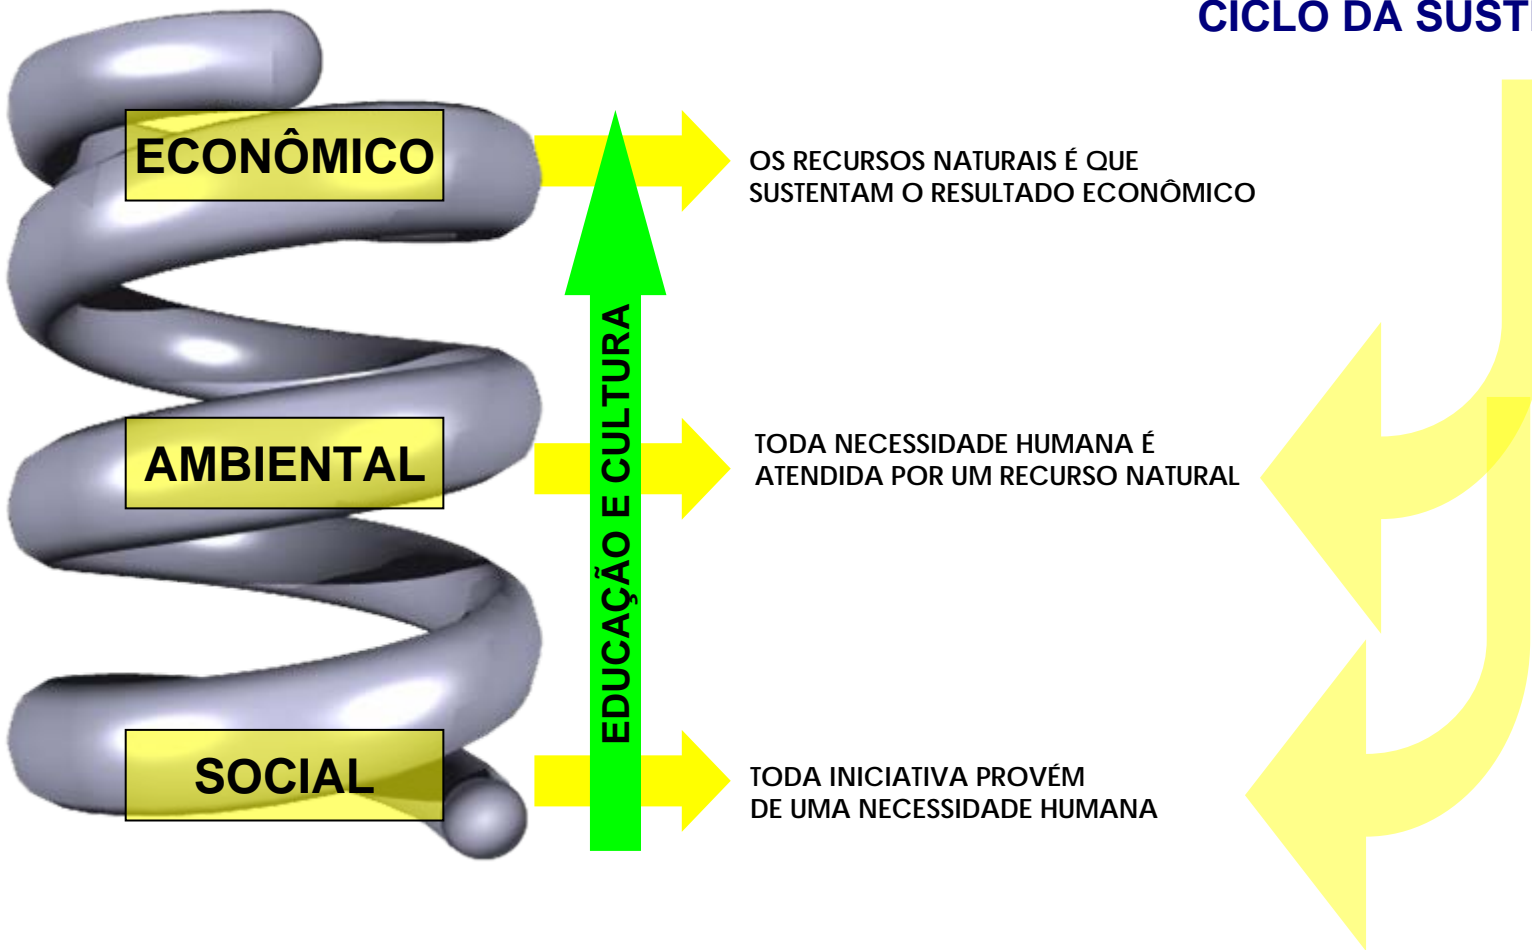 CICLO DA
ECONÔMICO
OS RECURSOS NATURAIS É QUE
SUSTENTAM O RESULTADO ECONÔMICO
EDUCAÇÃO E CULTURA
AMBIENTAL
TODA NECESSIDADE HUMANA É
ATENDIDA POR UM RECURSO NATURAL
SOCIAL
TODA INICIATIVA PROVÉM
DE UMA NECESSIDADE HUMANA